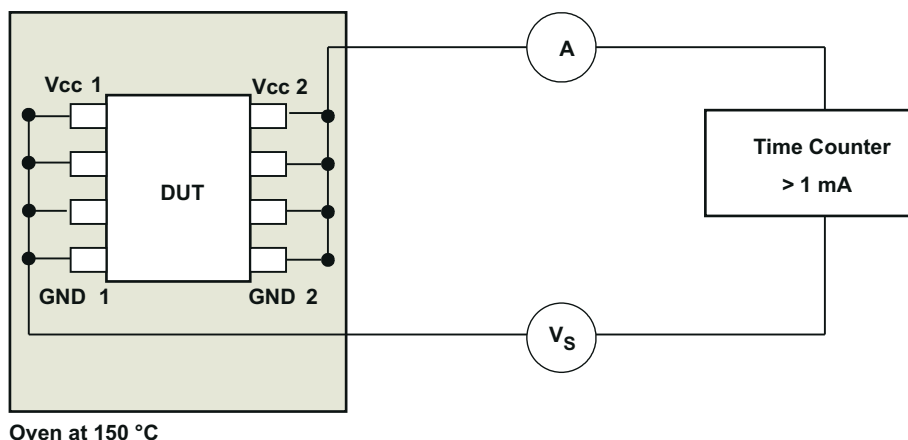 A
Vcc 1
Vcc 2
Time Counter
> 1 mA
DUT
GND 1
GND 2
VS
Oven at 150 °C